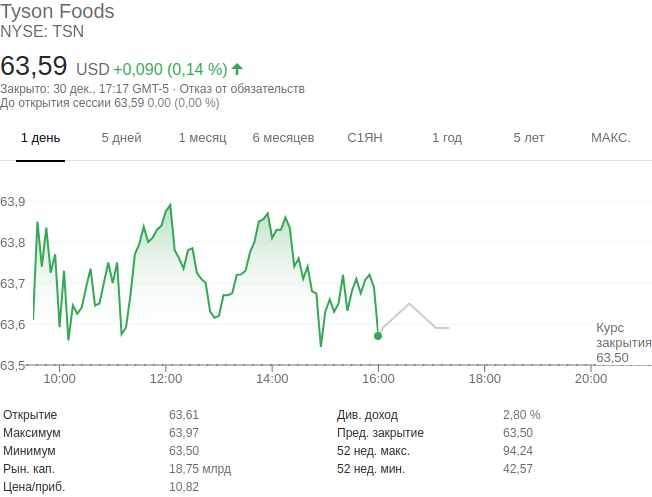 Tyson Foods
NYSE: TSN
63,59 USD +0,090 (0,14 %)
Закрыто: 30 дек., 17:17 GMT-5 · Отказ от обязательств
До открытия сессии 63,59 0,00 (0,00 %)
1 день 5 дней 1 месяц 6 месяцев С1ЯН 1 год 5 лет МАКС.
63,9
63,8
63,7
63,6
63,5
Курс
закрытия
63,50
10:00 12:00 14:00 16:00 18:00 20:00
Открытие 63,61 Див. доход 2,80 %
Максимум 63,97 Пред. закрытие 63,50
Минимум 63,50 52 нед. макс. 94,24
Рын. кап. 18,75 млрд 52 нед. мин. 42,57
Цена/приб. 10,82